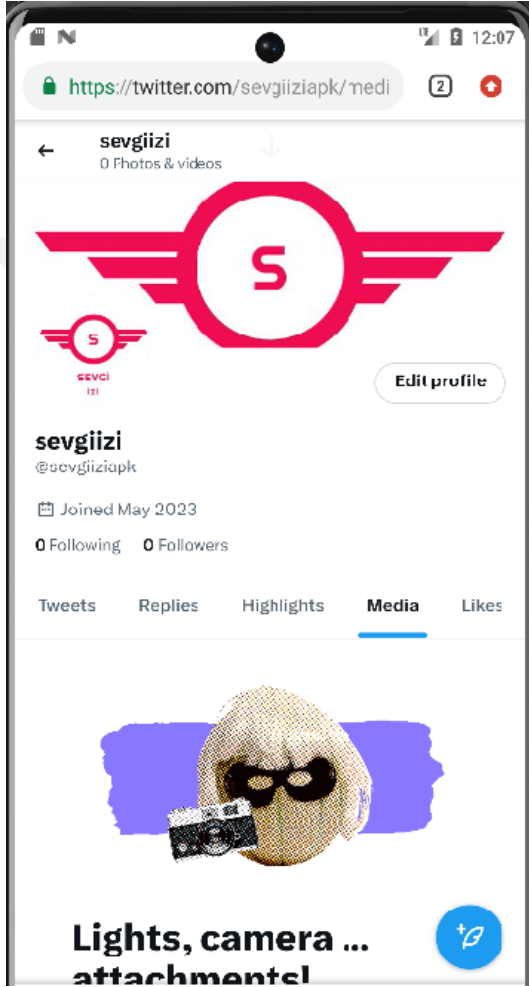 LTE 12:07
https://twitter.com/sevgiiziapk/medi
2
sevgiizi
0 Photos & videos
S
S
SEVGİ
İZİ
Edit profile
sevgiizi
@sevgiiziapk
Joined May 2023
0 Following 0 Followers
Tweets Replies Highlights Media Likes
Lights, camera ...
attachments!